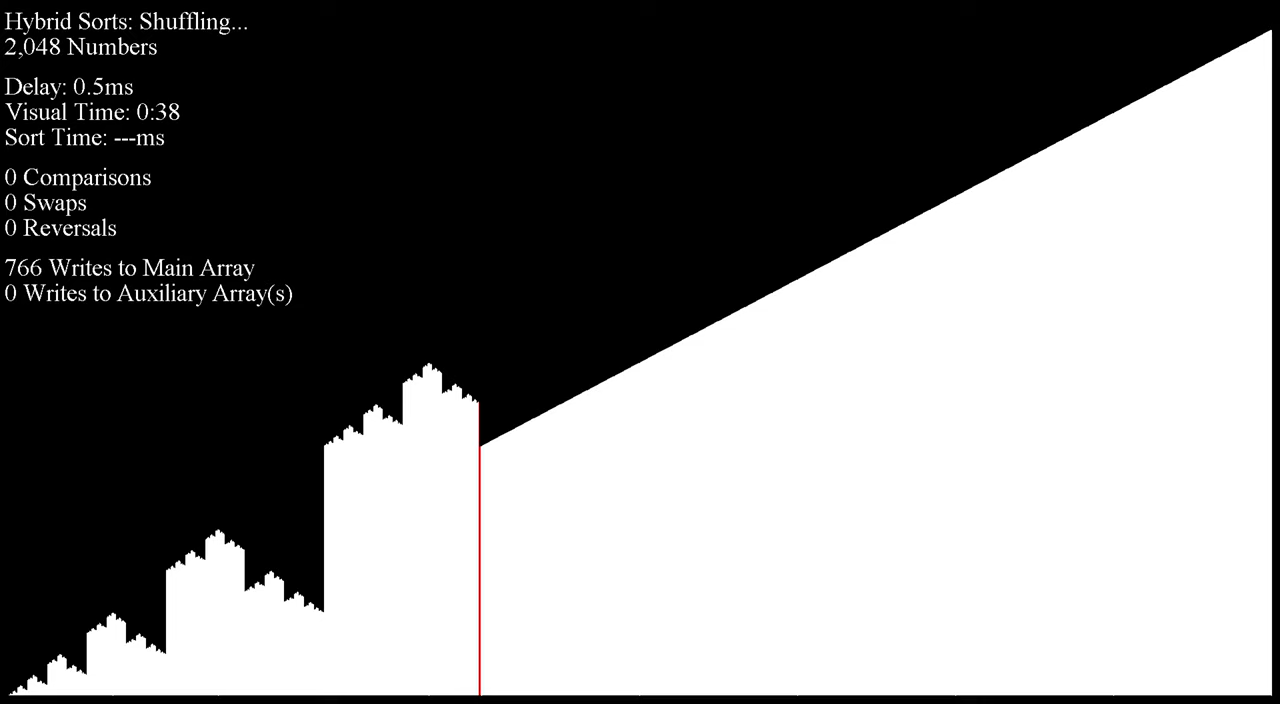 Hybrid Sorts: Shuffling...
2,048 Numbers
Delay: 0.5ms
Visual Time: 0:38
Sort Time: ---ms
0 Comparisons
0 Swaps
0 Reversals
766 Writes to Main Array
0 Writes to Auxiliary Array(s)